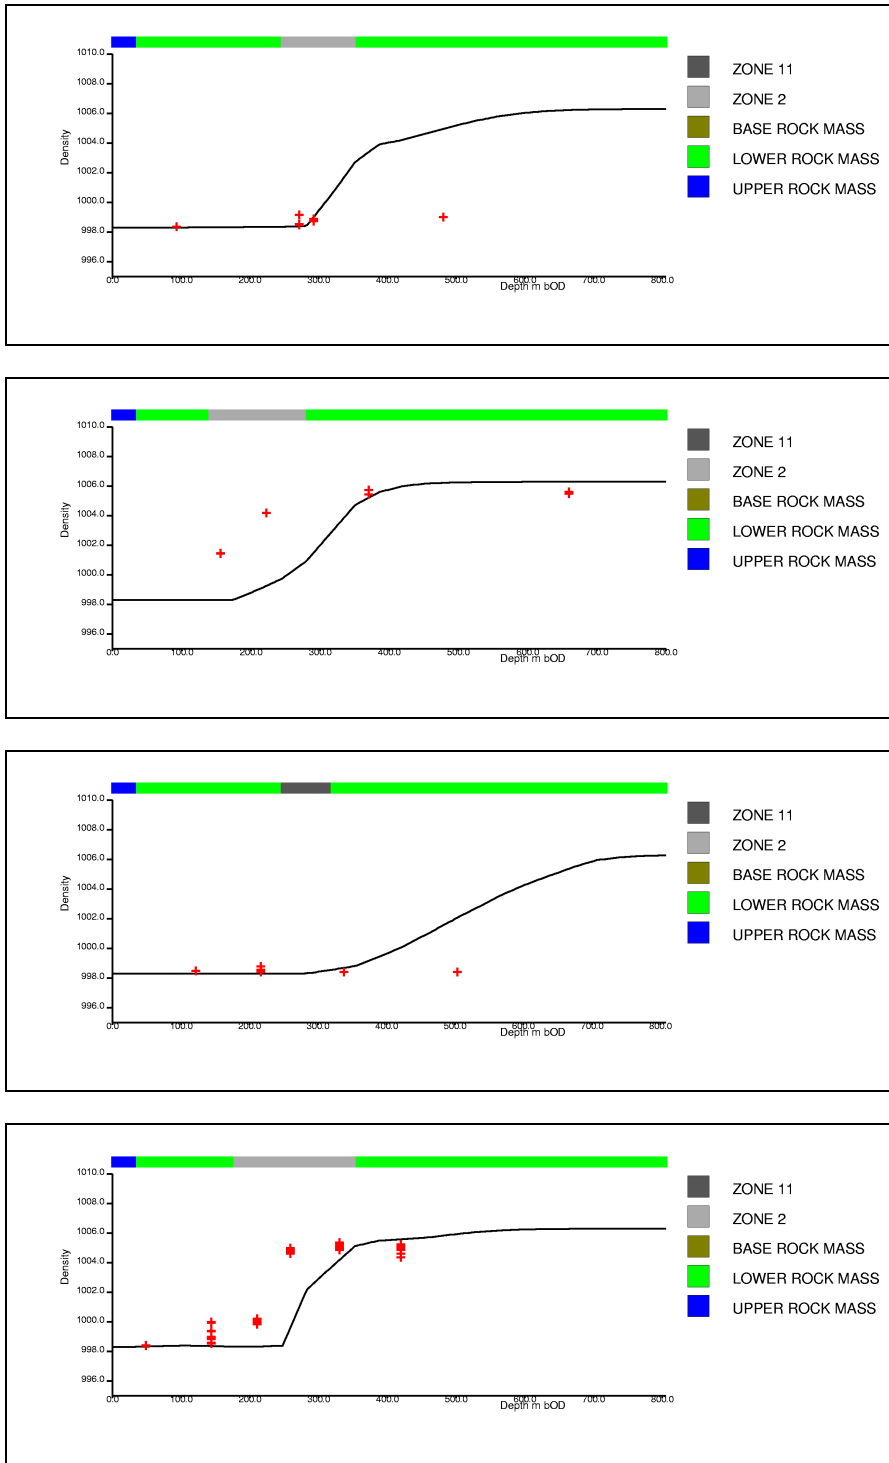 1010.0
1008.0
1006.0
1004.0
1002.0
1000.0
998.0
996.0
Density
0.0 100.0 200.0 300.0 400.0 500.0 600.0 700.0 800.0
Depth m bOD
ZONE 11
ZONE 2
BASE ROCK MASS
LOWER ROCK MASS
UPPER ROCK MASS
1010.0
1008.0
1006.0
1004.0
1002.0
1000.0
998.0
996.0
Density
0.0 100.0 200.0 300.0 400.0 500.0 600.0 700.0 800.0
Depth m bOD
ZONE 11
ZONE 2
BASE ROCK MASS
LOWER ROCK MASS
UPPER ROCK MASS
1010.0
1008.0
1006.0
1004.0
1002.0
1000.0
998.0
996.0
Density
0.0 100.0 200.0 300.0 400.0 500.0 600.0 700.0 800.0
Depth m bOD
ZONE 11
ZONE 2
BASE ROCK MASS
LOWER ROCK MASS
UPPER ROCK MASS
1010.0
1008.0
1006.0
1004.0
1002.0
1000.0
998.0
996.0
Density
0.0 100.0 200.0 300.0 400.0 500.0 600.0 700.0 800.0
Depth m bOD
ZONE 11
ZONE 2
BASE ROCK MASS
LOWER ROCK MASS
UPPER ROCK MASS